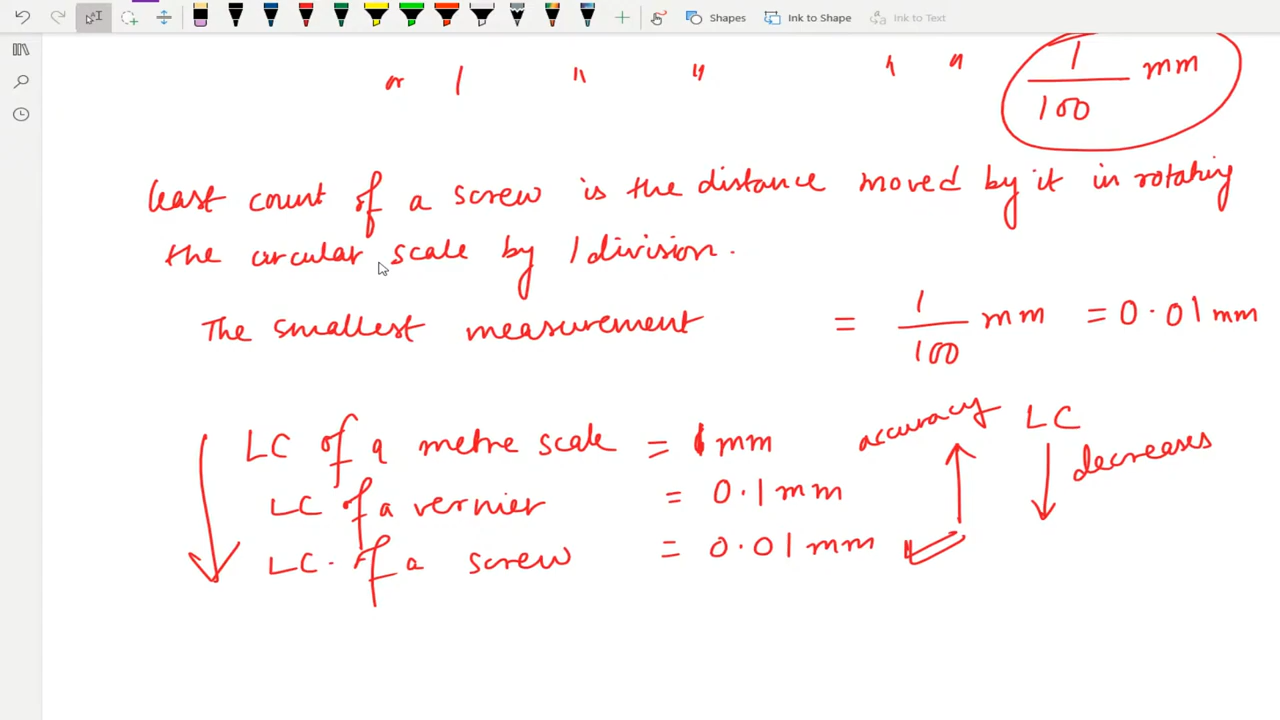 Shapes Ink to Shape Ink to Text
or 1 " " " " 1/100 mm
least count of a screw is the distance moved by it in rotating
the circular scale by 1 division.
The smallest measurement = 1/100 mm = 0.01 mm
LC of a metre scale = 1 mm accuracy LC
LC of a vernier = 0.1 mm decreases
LC. of a screw = 0.01 mm